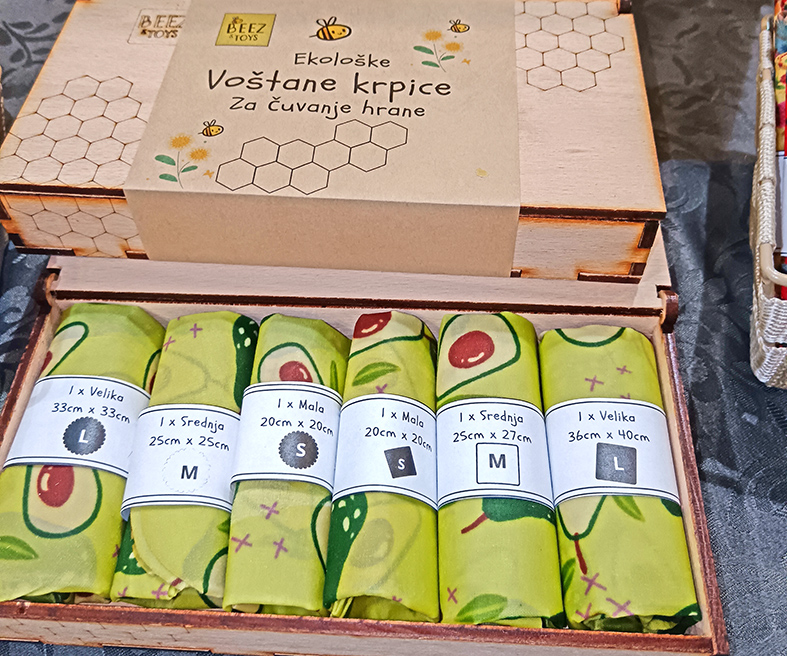 BEEZ
& TOYS
BEEZ
& TOYS
Ekološke
Voštane krpice
Za čuvanje hrane
1 x Velika
33cm x 33cm
L
1 x Srednja
25cm x 25cm
M
1 x Mala
20cm x 20cm
S
1 x Mala
20cm x 20cm
S
1 x Srednja
25cm x 27cm
M
1 x Velika
36cm x 40cm
L